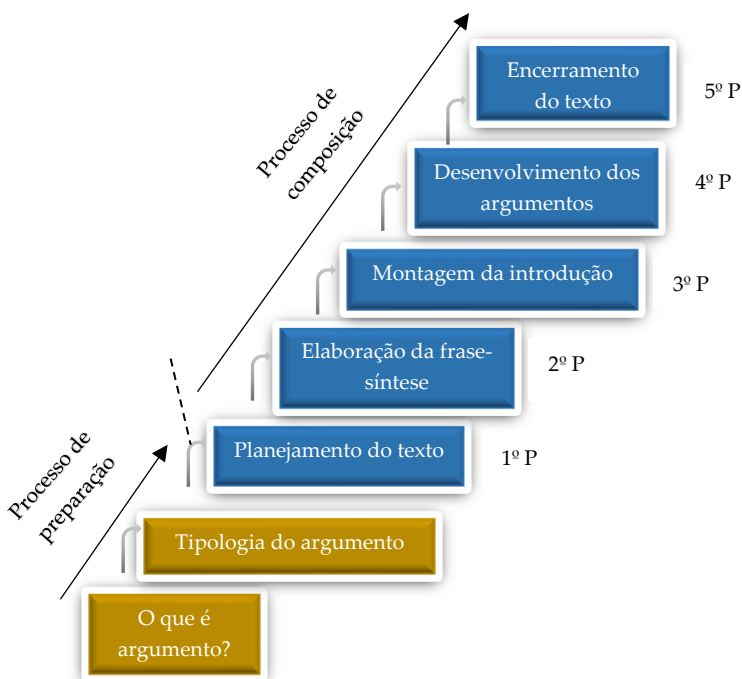 Processo de
composição
Encerramento
do texto
5º P
Desenvolvimento dos
argumentos
4º P
Montagem da introdução
3º P
Elaboração da frase-
síntese
2º P
Planejamento do texto
1º P
Processo de
preparação
Tipologia do argumento
O que é
argumento?